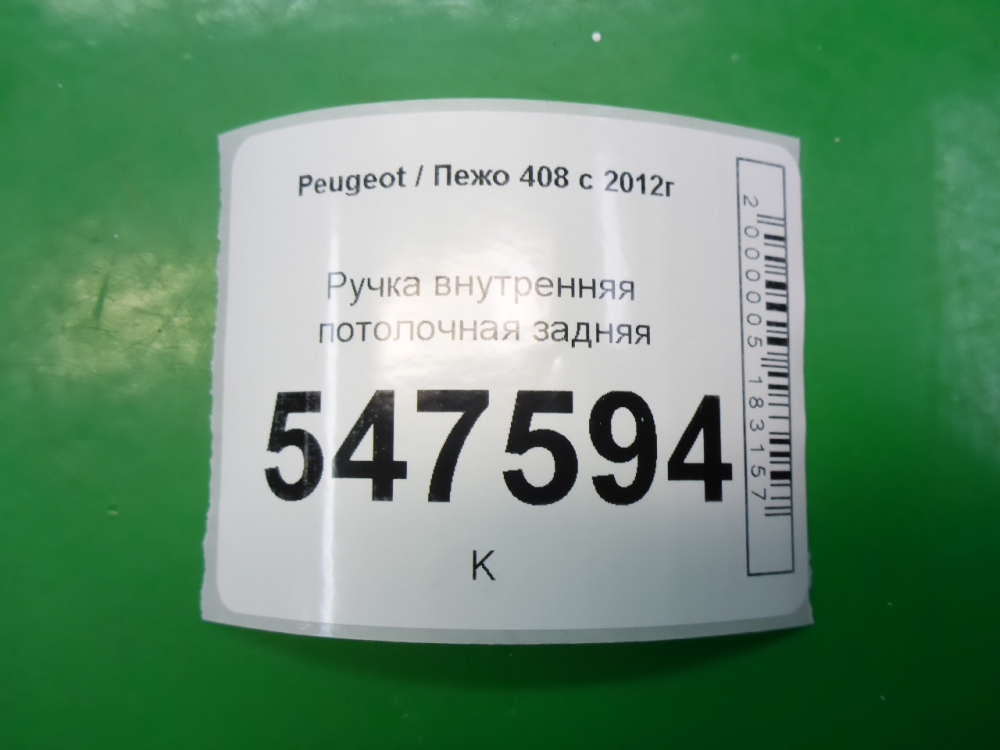 Peugeot / Пежо 408 с 2012г
Ручка внутренняя
потолочная задняя
547594
К
2000005183157